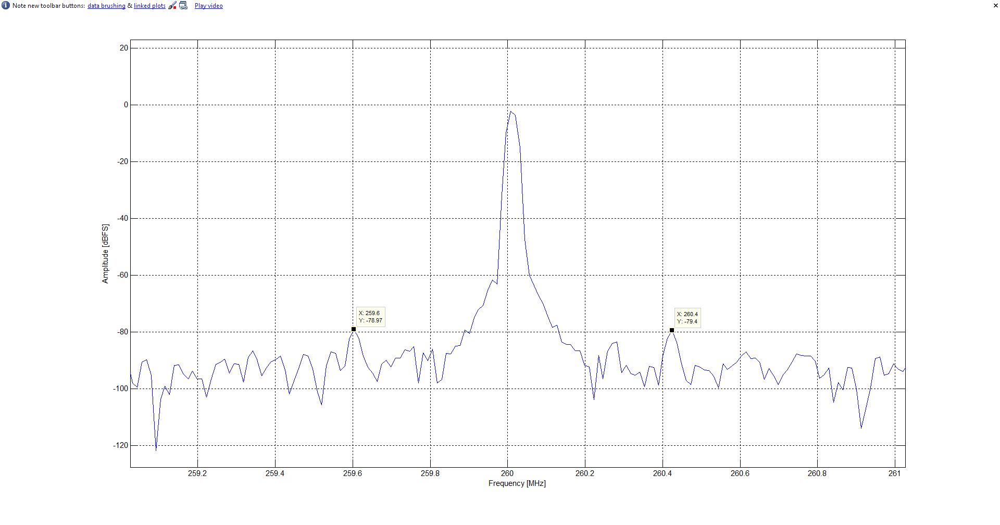 Note new toolbar buttons: data brushing & linked plots Play video
20
0
-20
-40
-60
-80
-100
-120
Amplitude [dBFS]
X: 259.6
Y: -78.97
X: 260.4
Y: -79.4
259.2 259.4 259.6 259.8 260 260.2 260.4 260.6 260.8 261
Frequency [MHz]